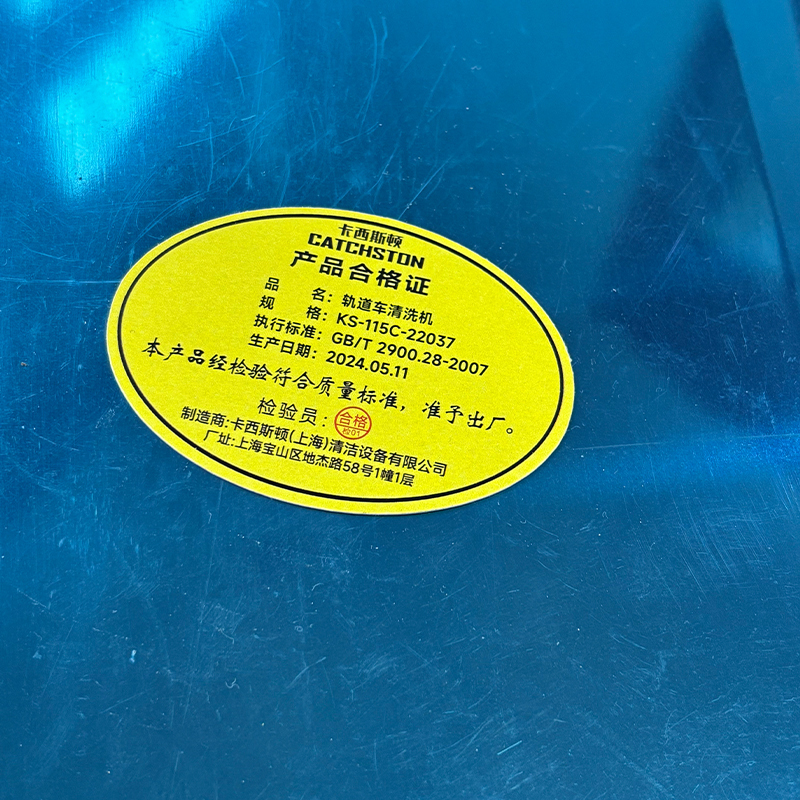 卡西斯顿
CATCHSTON
产品合格证
品 名：轨道车清洗机
规 格：KS-115C-22037
执行标准：GB/T 2900.28-2007
生产日期：2024.05.11
本产品经检验符合质量标准，准予出厂。
检验员：合格 检01
制造商:卡西斯顿(上海)清洁设备有限公司
厂址:上海宝山区地杰路58号1幢1层